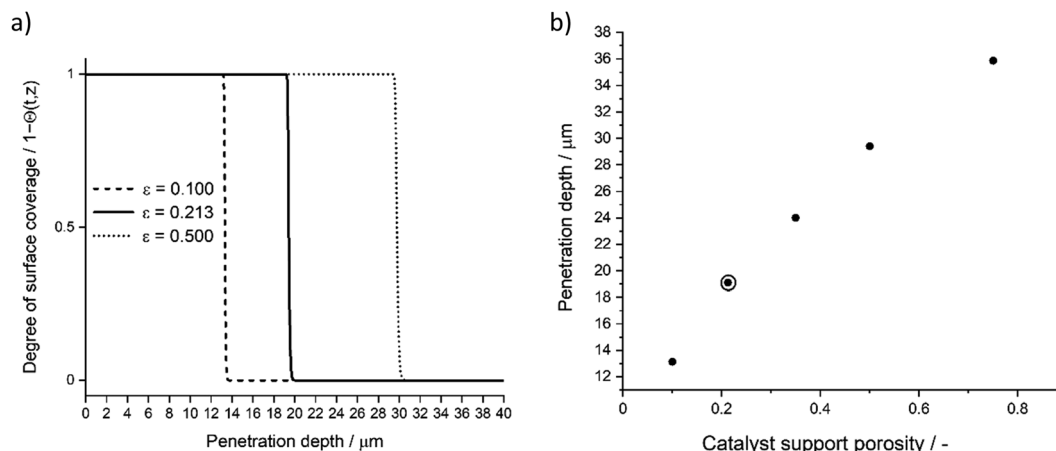 a)
Degree of surface coverage / 1−Θ(t,z)
1
0.5
0
ε = 0.100
ε = 0.213
ε = 0.500
0 2 4 6 8 10 12 14 16 18 20 22 24 26 28 30 32 34 36 38 40
Penetration depth / μm
b)
Penetration depth / μm
38
36
34
32
30
28
26
24
22
20
18
16
14
12
0 0.2 0.4 0.6 0.8
Catalyst support porosity / -